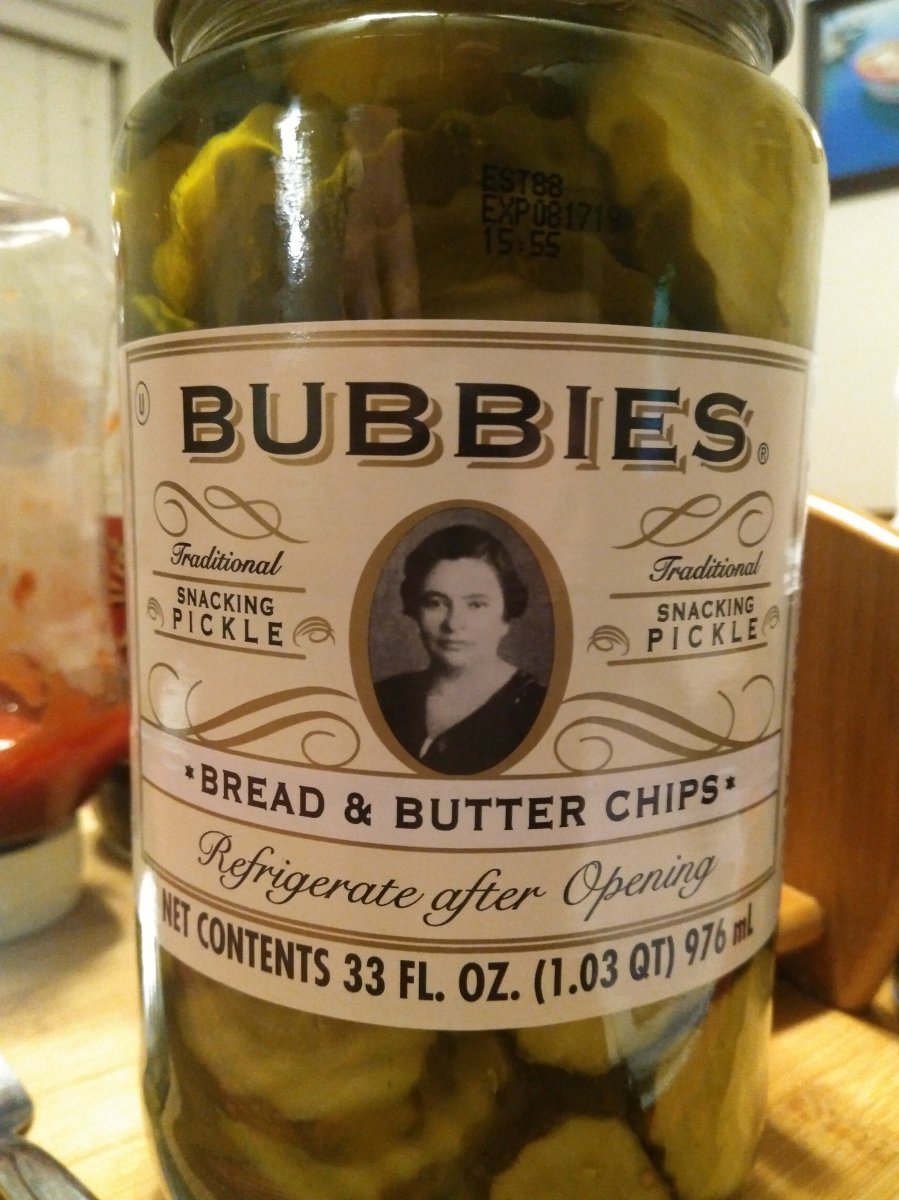 EST88
EXP081719
15:55
U
BUBBIES®
Traditional
SNACKING
PICKLE
Traditional
SNACKING
PICKLE
*BREAD & BUTTER CHIPS*
Refrigerate after Opening
NET CONTENTS 33 FL. OZ. (1.03 QT) 976 mL